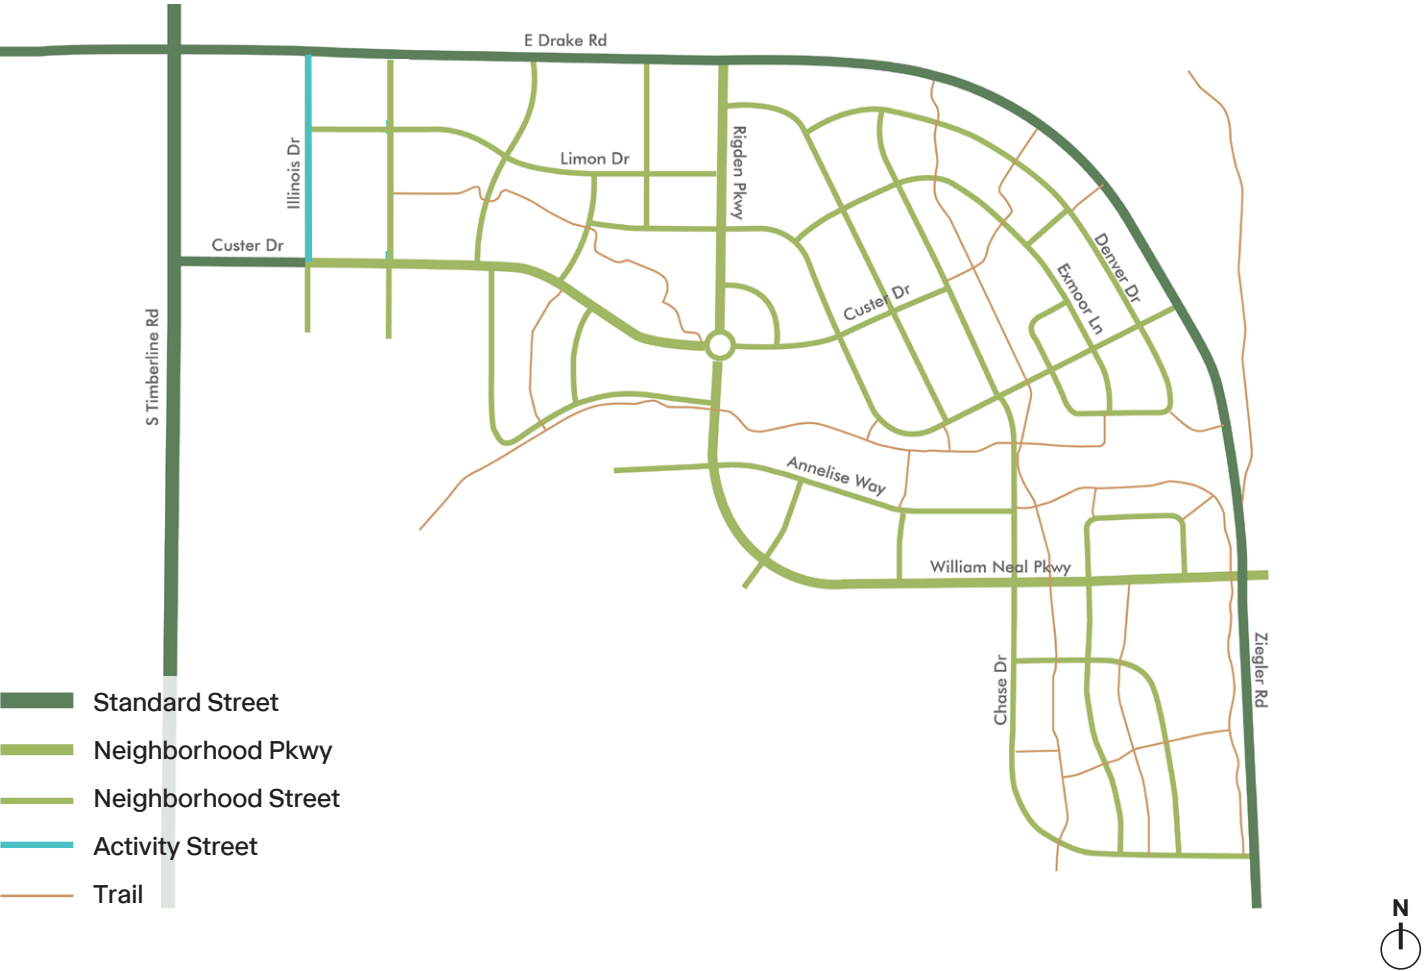 E Drake Rd
Rigden Pkwy
Illinois Dr
Limon Dr
Custer Dr
Denver Dr
Exmoor Ln
Custer Dr
S Timberline Rd
Annelise Way
William Neal Pkwy
Ziegler Rd
Chase Dr
Standard Street
Neighborhood Pkwy
Neighborhood Street
Activity Street
Trail
N